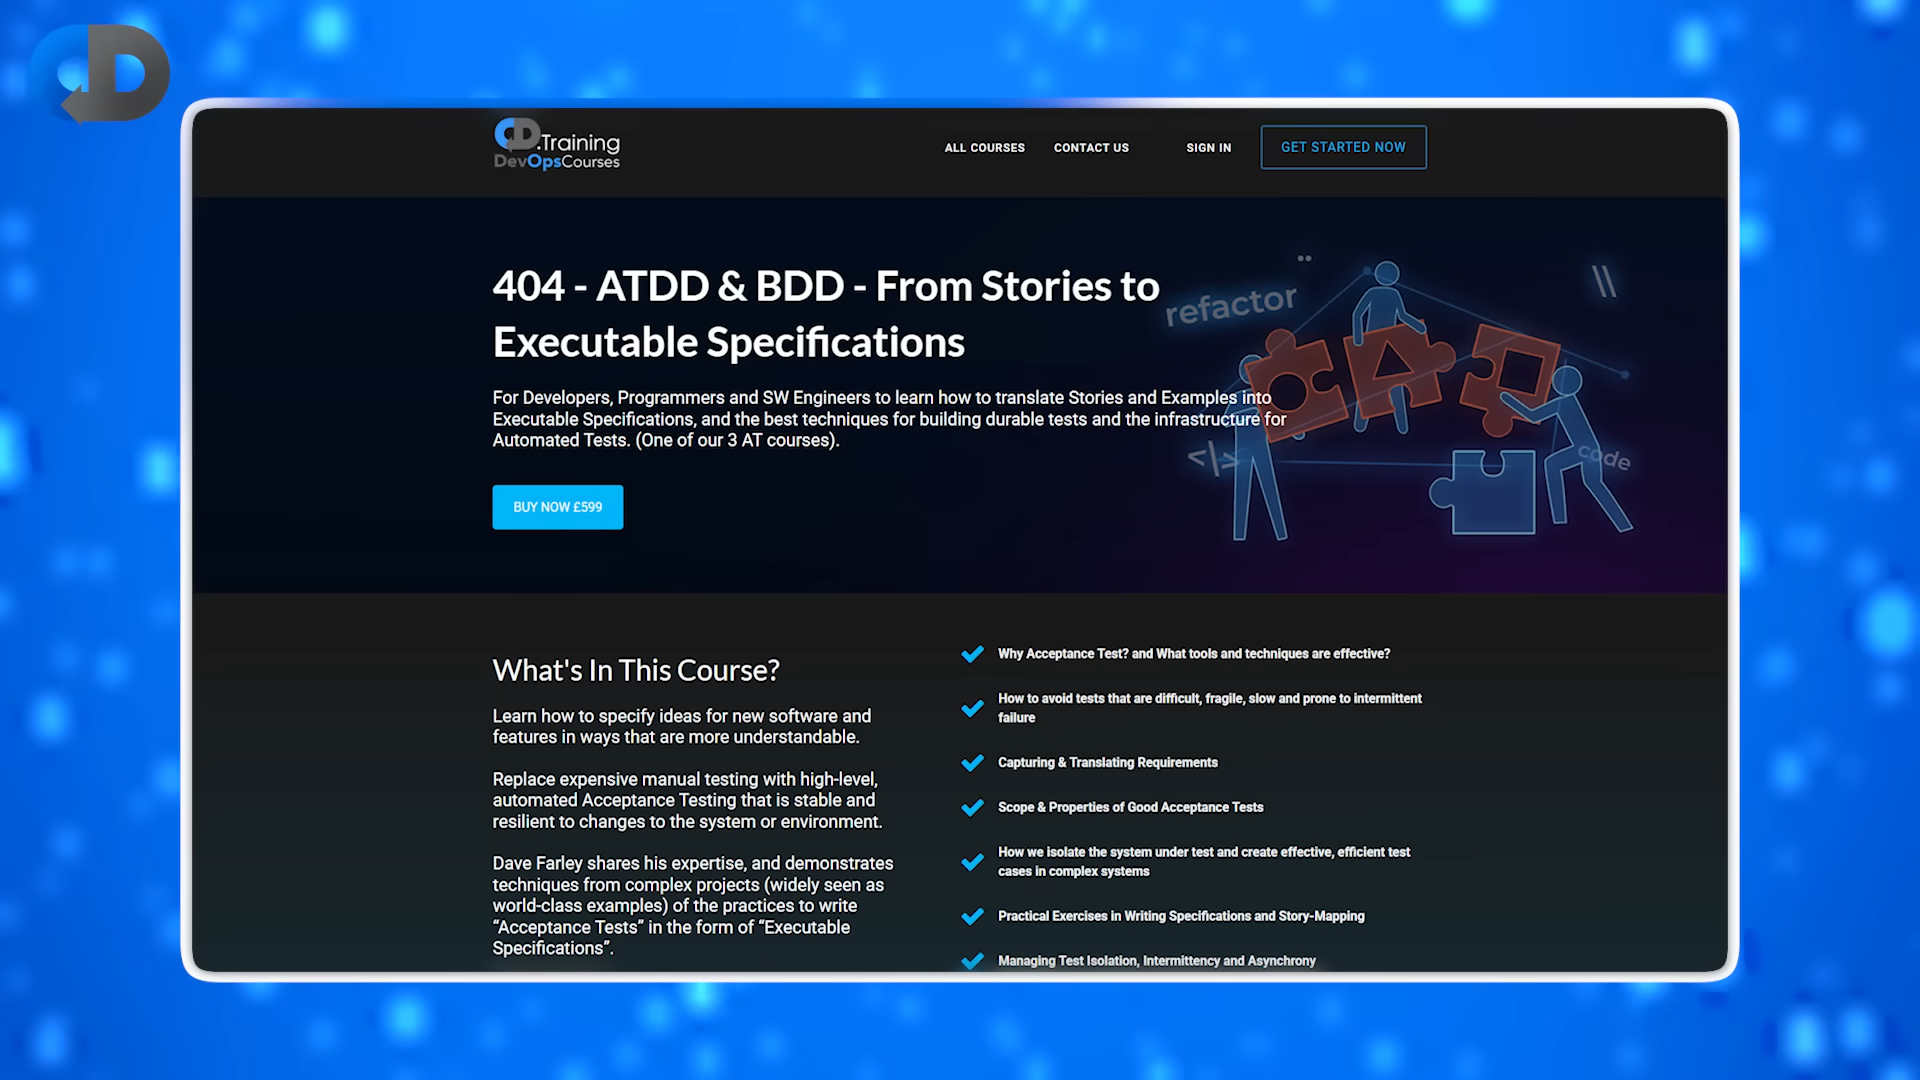 CD
CD.Training
DevOpsCourses
ALL COURSES
CONTACT US
SIGN IN
GET STARTED NOW
404 - ATDD & BDD - From Stories to
Executable Specifications
For Developers, Programmers and SW Engineers to learn how to translate Stories and Examples into
Executable Specifications, and the best techniques for building durable tests and the infrastructure for
Automated Tests. (One of our 3 AT courses).
BUY NOW £599
refactor
\\
<|>
code
What's In This Course?
Learn how to specify ideas for new software and
features in ways that are more understandable.
Replace expensive manual testing with high-level,
automated Acceptance Testing that is stable and
resilient to changes to the system or environment.
Dave Farley shares his expertise, and demonstrates
techniques from complex projects (widely seen as
world-class examples) of the practices to write
“Acceptance Tests” in the form of “Executable
Specifications”.
Why Acceptance Test? and What tools and techniques are effective?
How to avoid tests that are difficult, fragile, slow and prone to intermittent
failure
Capturing & Translating Requirements
Scope & Properties of Good Acceptance Tests
How we isolate the system under test and create effective, efficient test
cases in complex systems
Practical Exercises in Writing Specifications and Story-Mapping
Managing Test Isolation, Intermittency and Asynchrony